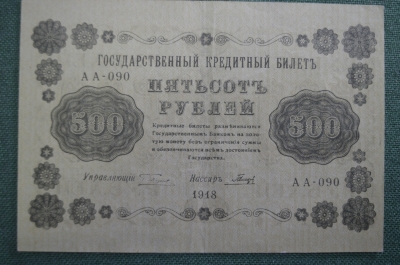 ГОСУДАРСТВЕННЫЙ КРЕДИТНЫЙ БИЛЕТЪ
АА-090
ПЯТЬСОТЪ
РУБЛЕЙ
500
500
Кредитные билеты размѣниваются
Государственнымъ Банкомъ на золо-
тую монету безъ ограниченія суммы
и обезпечиваются всѣмъ достояніемъ
Государства.
Управляющій
Кассиръ
АА-090
1918